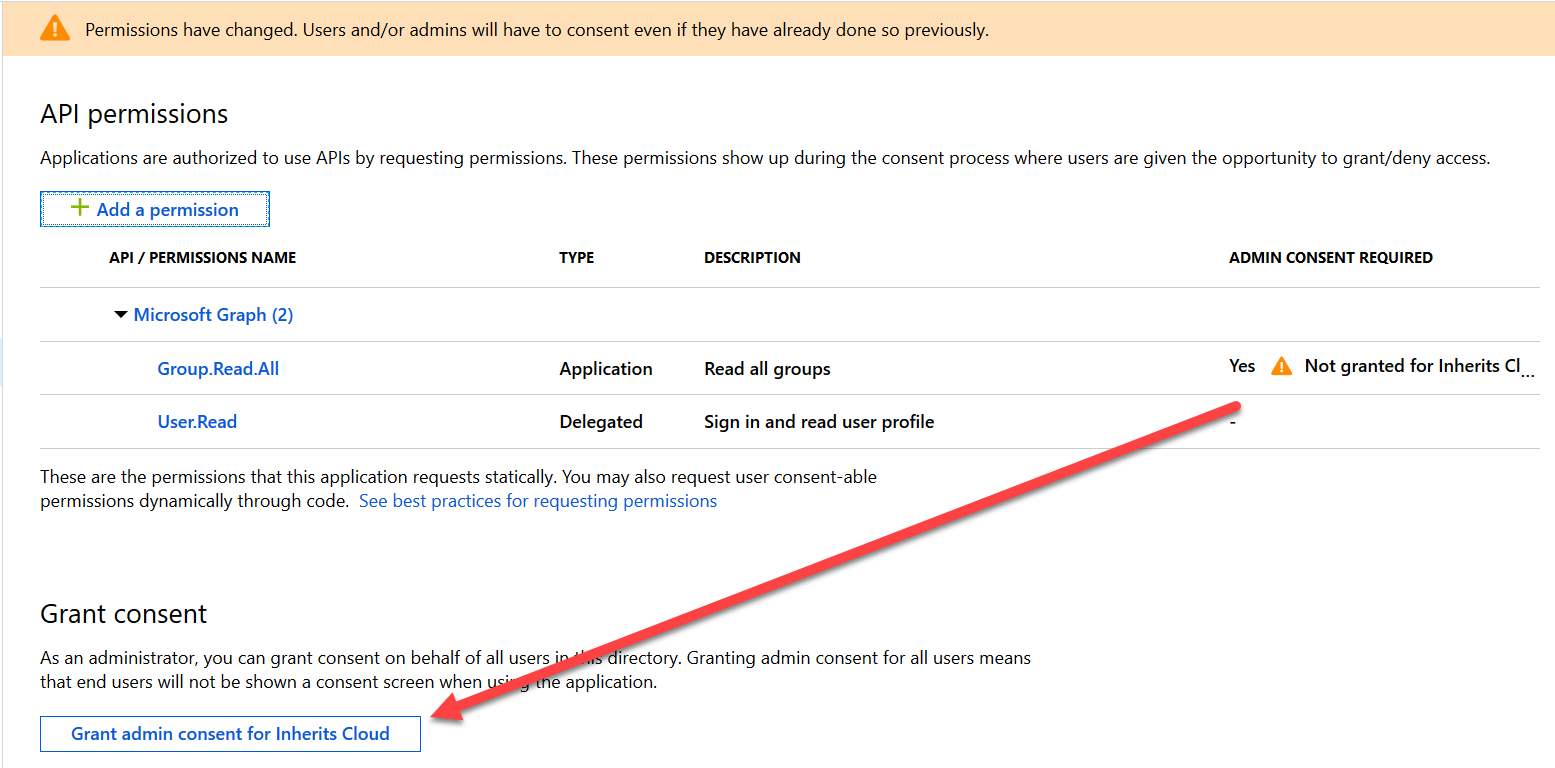 Permissions have changed. Users and/or admins will have to consent even if they have already done so previously.
API permissions
Applications are authorized to use APIs by requesting permissions. These permissions show up during the consent process where users are given the opportunity to grant/deny access.
+ Add a permission
API / PERMISSIONS NAME TYPE DESCRIPTION ADMIN CONSENT REQUIRED
Microsoft Graph (2)
Group.Read.All Application Read all groups Yes Not granted for Inherits Cl...
User.Read Delegated Sign in and read user profile -
These are the permissions that this application requests statically. You may also request user consent-able
permissions dynamically through code. See best practices for requesting permissions
Grant consent
As an administrator, you can grant consent on behalf of all users in this directory. Granting admin consent for all users means
that end users will not be shown a consent screen when using the application.
Grant admin consent for Inherits Cloud